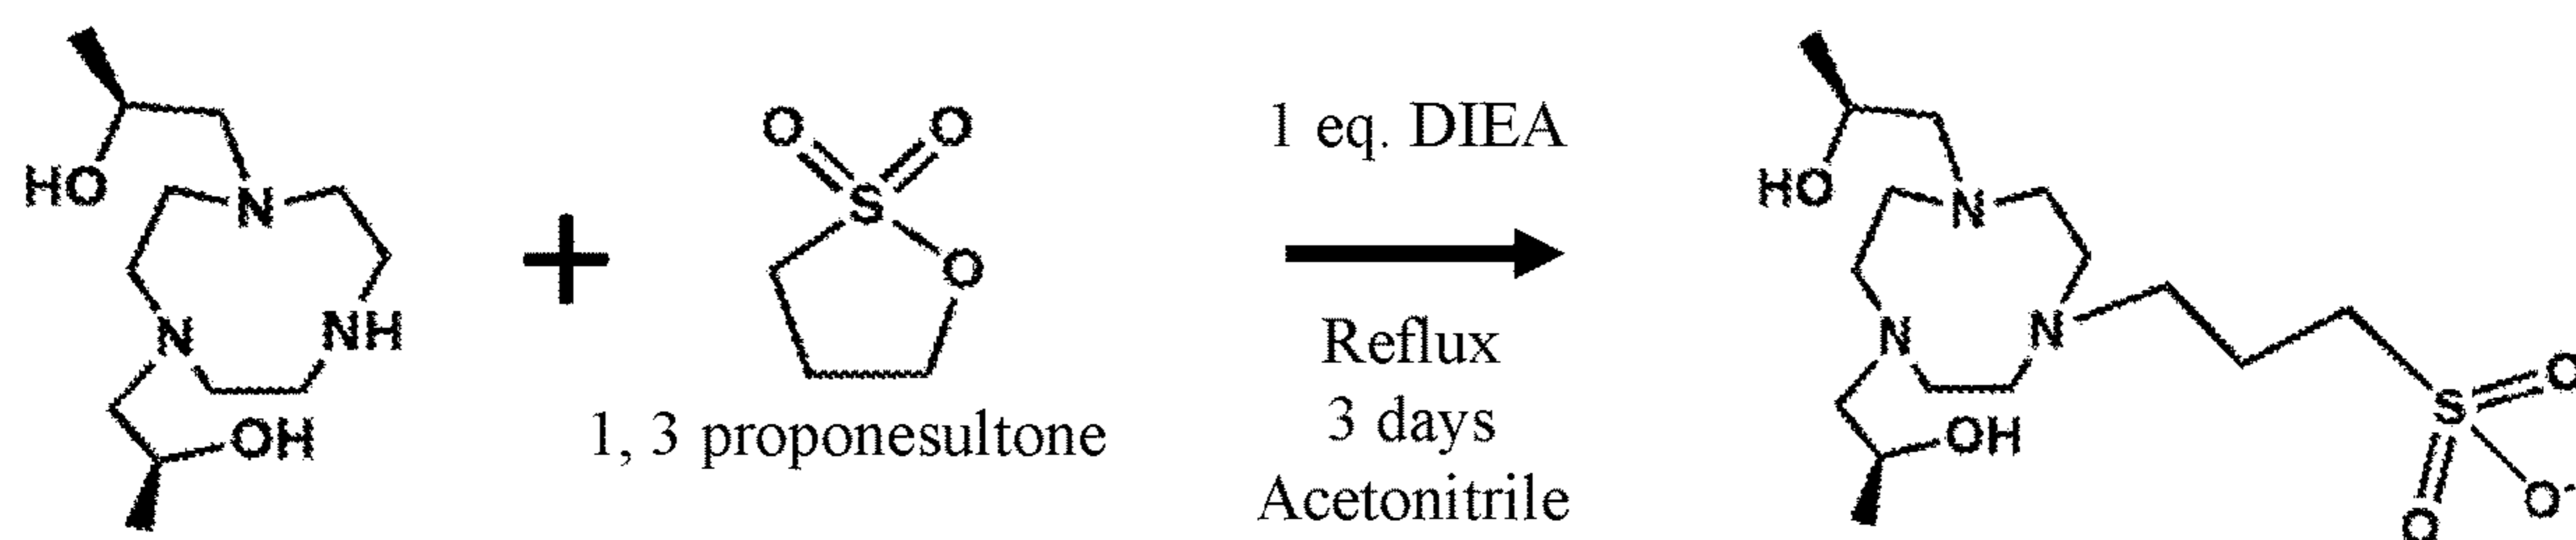 HO
N
N
NH
OH
O
O
S
O
1, 3 proponesultone
1 eq. DIEA
Reflux
3 days
Acetonitrile
HO
N
N
N
OH
S
O
O
O-